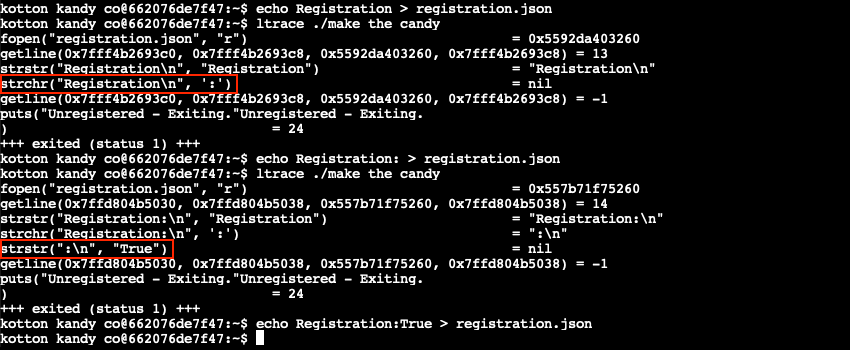 kotton kandy co@662076de7f47:~$ echo Registration > registration.json
kotton kandy co@662076de7f47:~$ ltrace ./make the candy
fopen("registration.json", "r") = 0x5592da403260
getline(0x7fff4b2693c0, 0x7fff4b2693c8, 0x5592da403260, 0x7fff4b2693c8) = 13
strstr("Registration\n", "Registration") = "Registration\n"
strchr("Registration\n", ':') = nil
getline(0x7fff4b2693c0, 0x7fff4b2693c8, 0x5592da403260, 0x7fff4b2693c8) = -1
puts("Unregistered - Exiting."Unregistered - Exiting.
) = 24
+++ exited (status 1) +++
kotton kandy co@662076de7f47:~$ echo Registration: > registration.json
kotton kandy co@662076de7f47:~$ ltrace ./make the candy
fopen("registration.json", "r") = 0x557b71f75260
getline(0x7ffd804b5030, 0x7ffd804b5038, 0x557b71f75260, 0x7ffd804b5038) = 14
strstr("Registration:\n", "Registration") = "Registration:\n"
strchr("Registration:\n", ':') = ":\n"
strstr(":\n", "True") = nil
getline(0x7ffd804b5030, 0x7ffd804b5038, 0x557b71f75260, 0x7ffd804b5038) = -1
puts("Unregistered - Exiting."Unregistered - Exiting.
) = 24
+++ exited (status 1) +++
kotton kandy co@662076de7f47:~$ echo Registration:True > registration.json
kotton kandy co@662076de7f47:~$